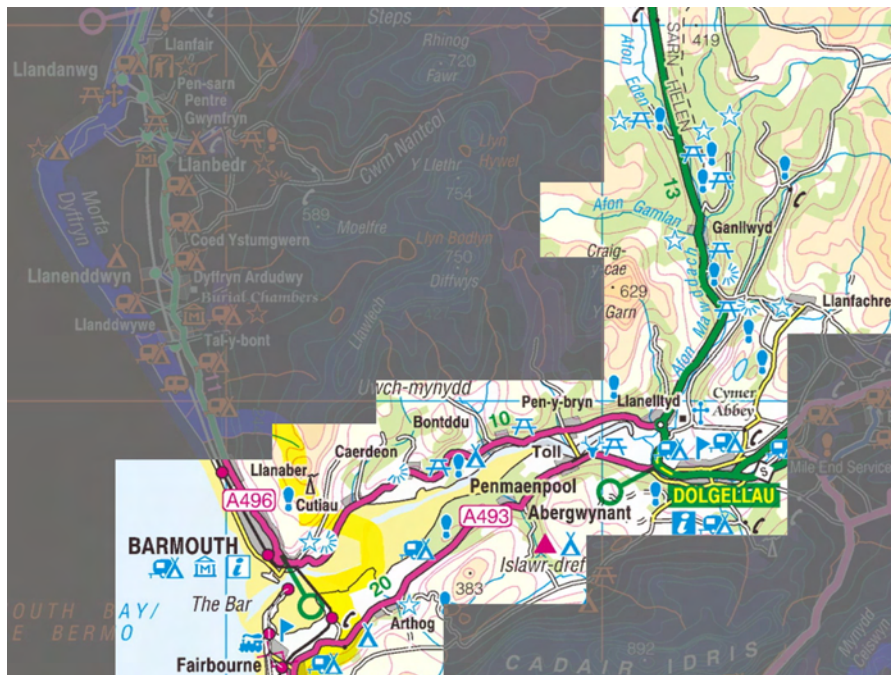 Steps
Llanfair
Rhinog
Fawr
720
Llandanwg
Pen-sarn
Pentre
Gwynfryn
Afon Eden
SARN HELEN
419
Llanbedr
Cwm Nantcol
Llyn
Hywel
Y Llethr
754
13
Morfa
Dyffryn
589
Moelfre
Afon Gamlan
Ganllwyd
Coed Ystumgwern
Llyn Bodlyn
750
Diffwys
Craig-
y-cae
Llanenddwyn
Dyffryn Ardudwy
Burial Chambers
629
Y Garn
Afon Mawddach
Llanfachre
Llanddwywe
Llawlech
Tal-y-bont
11
Uwch-mynydd
Pen-y-bryn
Llanelltyd
Cymer
Abbey
Bontddu
10
Caerdeon
Toll
Llanaber
Mile End Service
S
Penmaenpool
A496
Cutiau
DOLGELLAU
A493
Abergwynant
BARMOUTH
Islawr-dref
20
383
The Bar
OUTH BAY/
E BERMO
Arthog
Fairbourne
892
CADAIR IDRIS
Mynydd